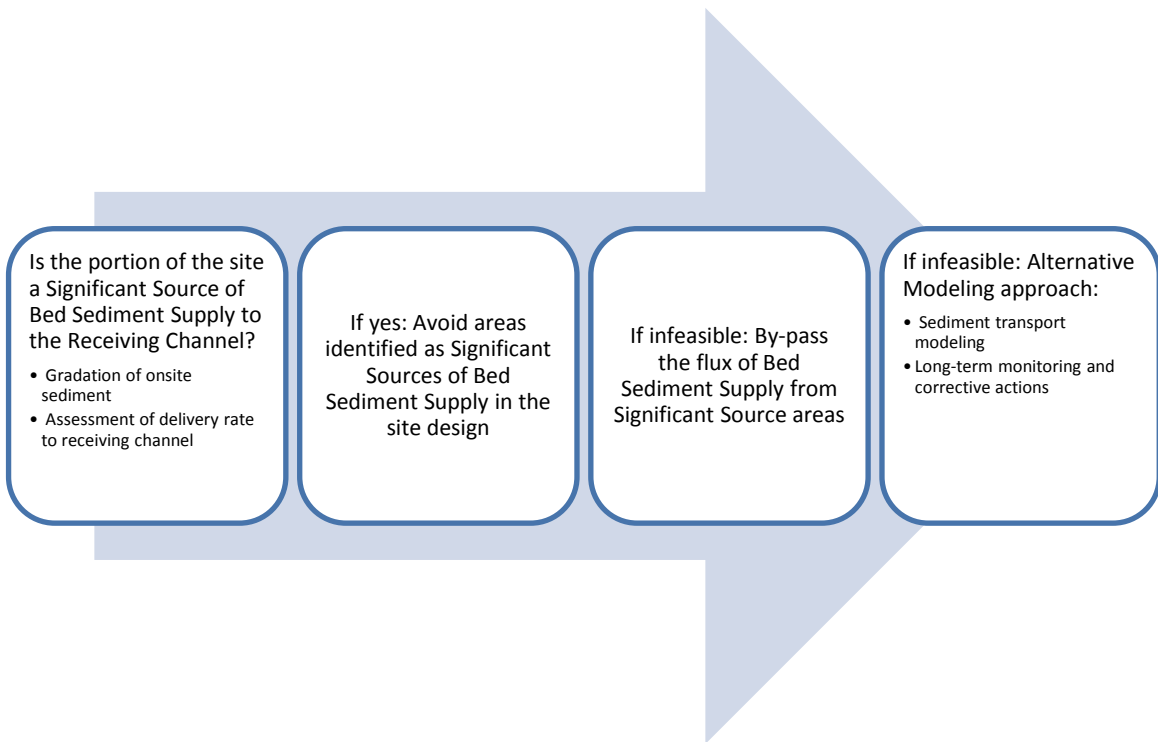 Is the portion of the site
a Significant Source of
Bed Sediment Supply to
the Receiving Channel?
• Gradation of onsite
sediment
• Assessment of delivery rate
to receiving channel
If yes: Avoid areas
identified as Significant
Sources of Bed
Sediment Supply in the
site design
If infeasible: By-pass
the flux of Bed
Sediment Supply from
Significant Source areas
If infeasible: Alternative
Modeling approach:
• Sediment transport
modeling
• Long-term monitoring and
corrective actions